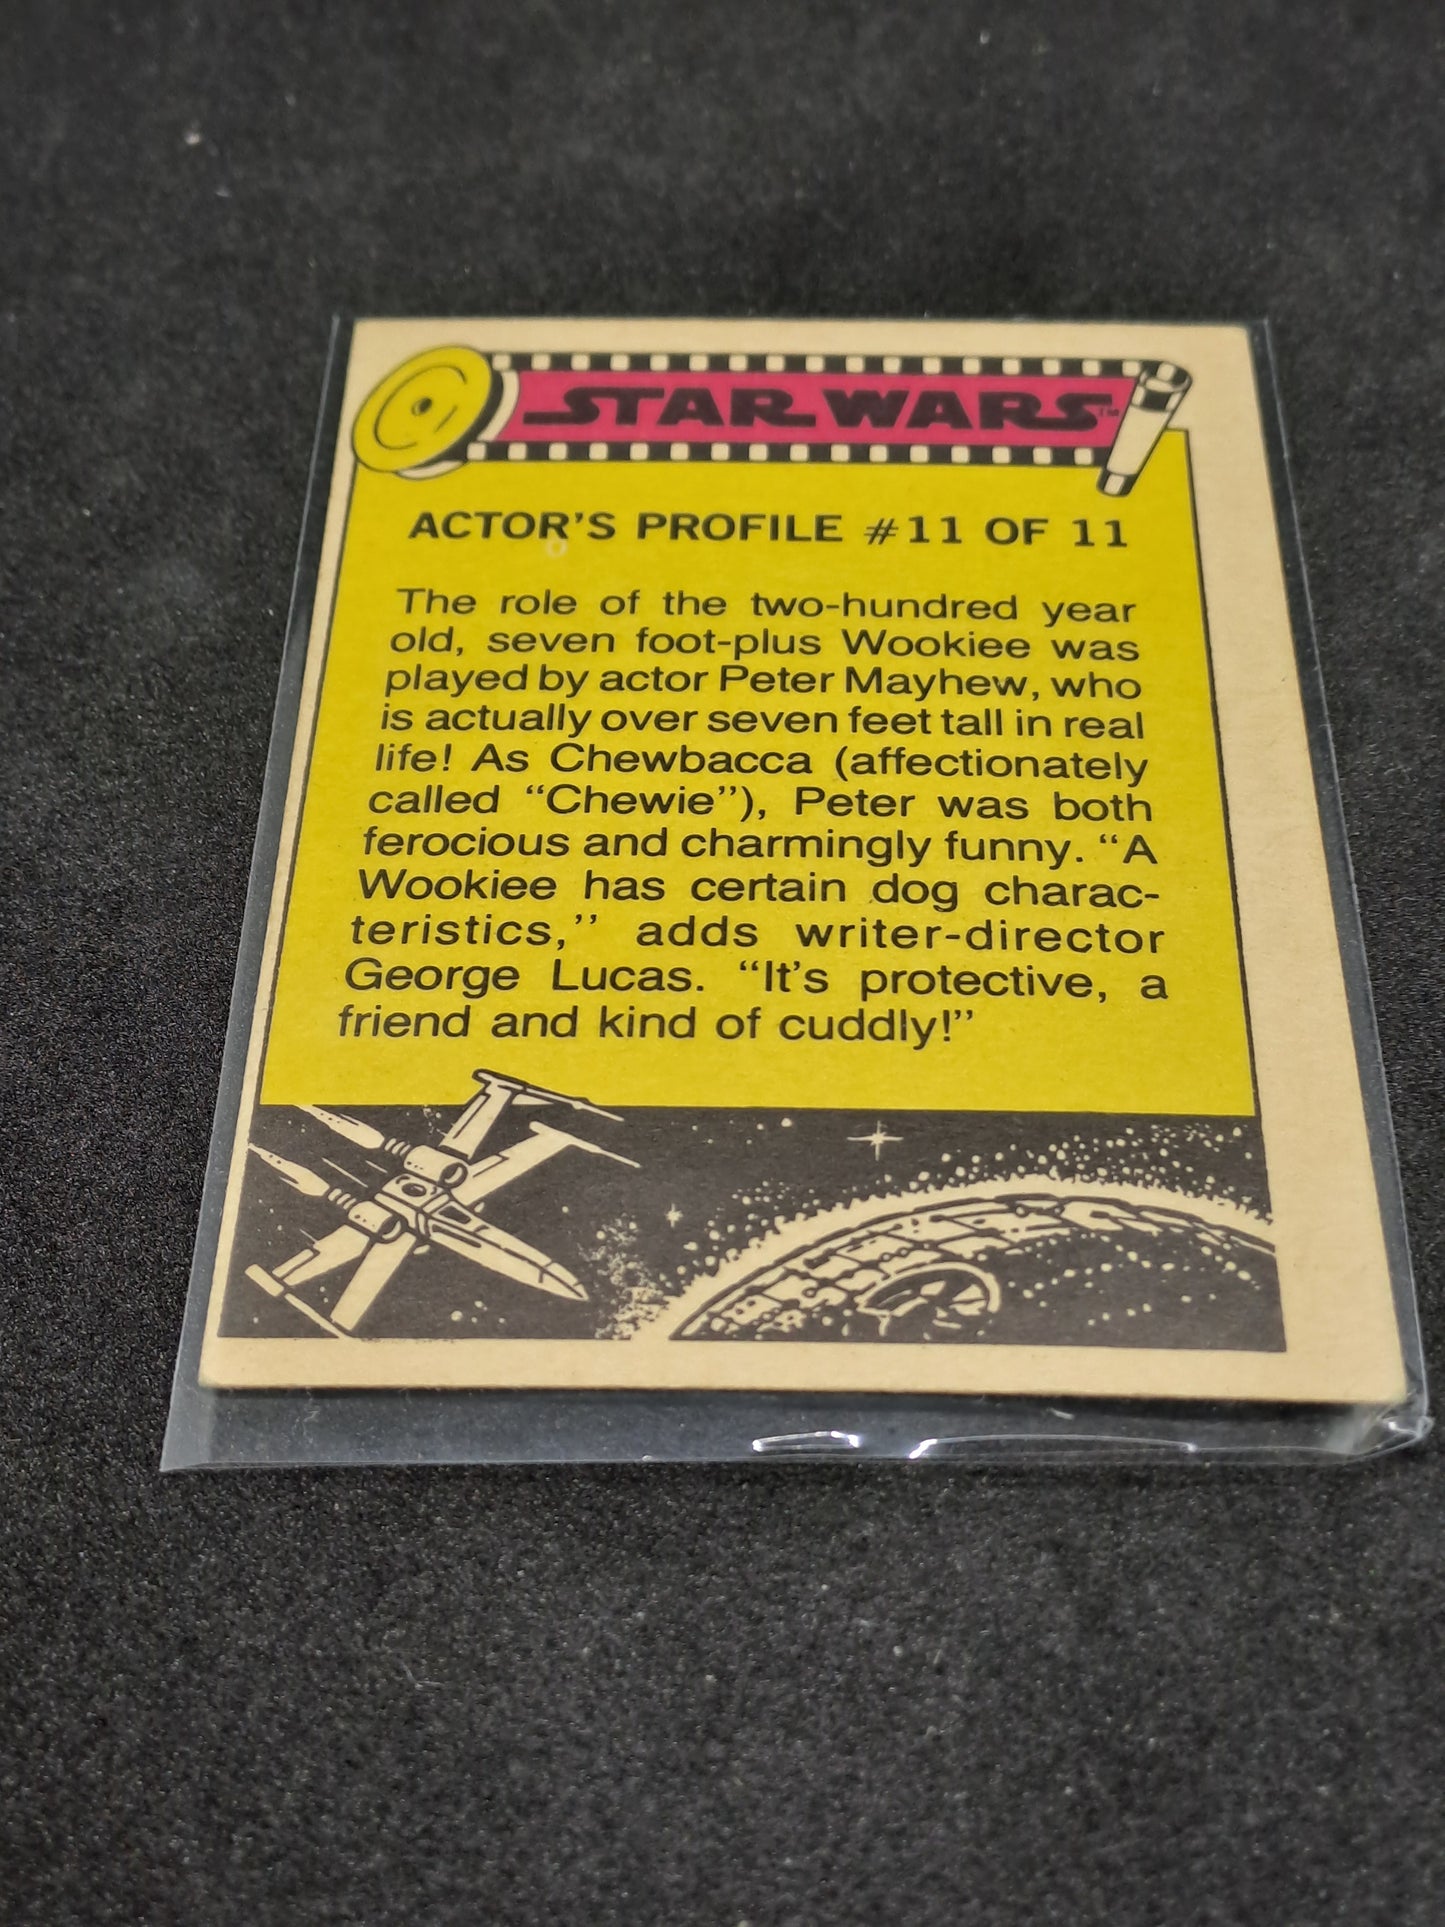 STAR WARS™
ACTOR'S PROFILE #11 OF 11
The role of the two-hundred year
old, seven foot-plus Wookiee was
played by actor Peter Mayhew, who
is actually over seven feet tall in real
life! As Chewbacca (affectionately
called “Chewie”), Peter was both
ferocious and charmingly funny. “A
Wookiee has certain dog charac-
teristics,” adds writer-director
George Lucas. “It's protective, a
friend and kind of cuddly!”